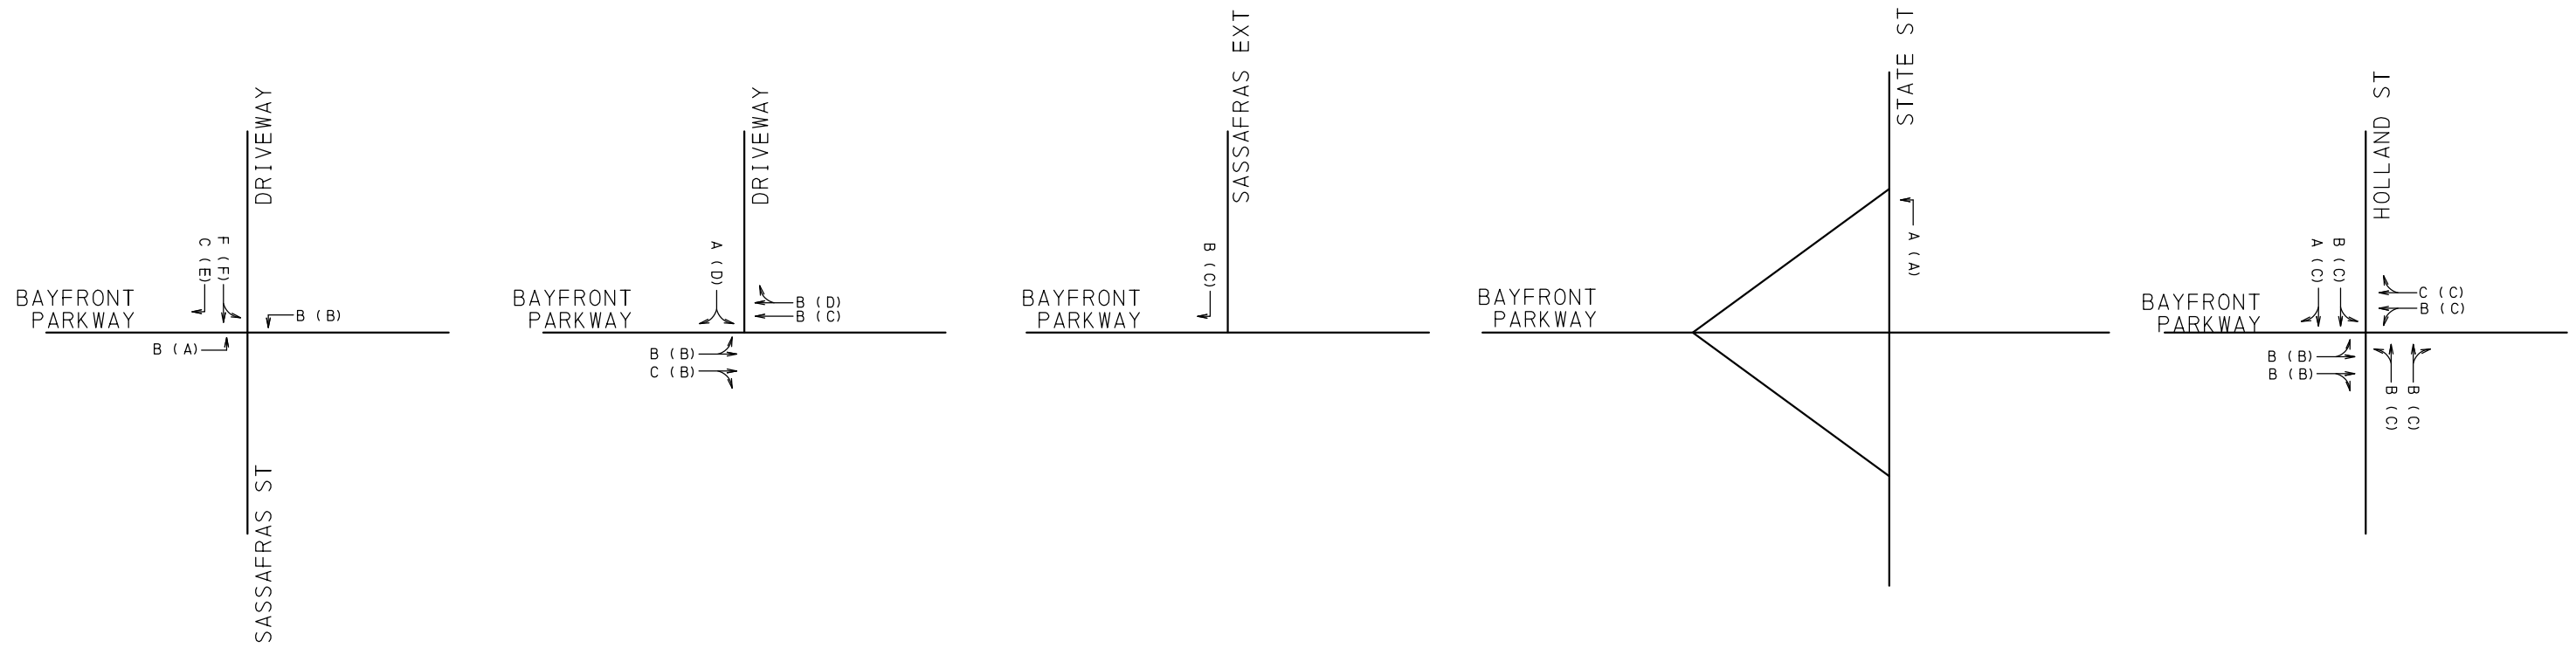 DRIVEWAY
C (E)
F (F)
BAYFRONT
PARKWAY
B (B)
B (A)
SASSAFRAS ST
DRIVEWAY
A (D)
BAYFRONT
PARKWAY
B (D)
B (C)
B (B)
C (B)
SASSAFRAS EXT
B (C)
BAYFRONT
PARKWAY
STATE ST
A (A)
BAYFRONT
PARKWAY
HOLLAND ST
A (C)
B (C)
BAYFRONT
PARKWAY
C (C)
B (C)
B (B)
B (B)
B (C)
B (C)